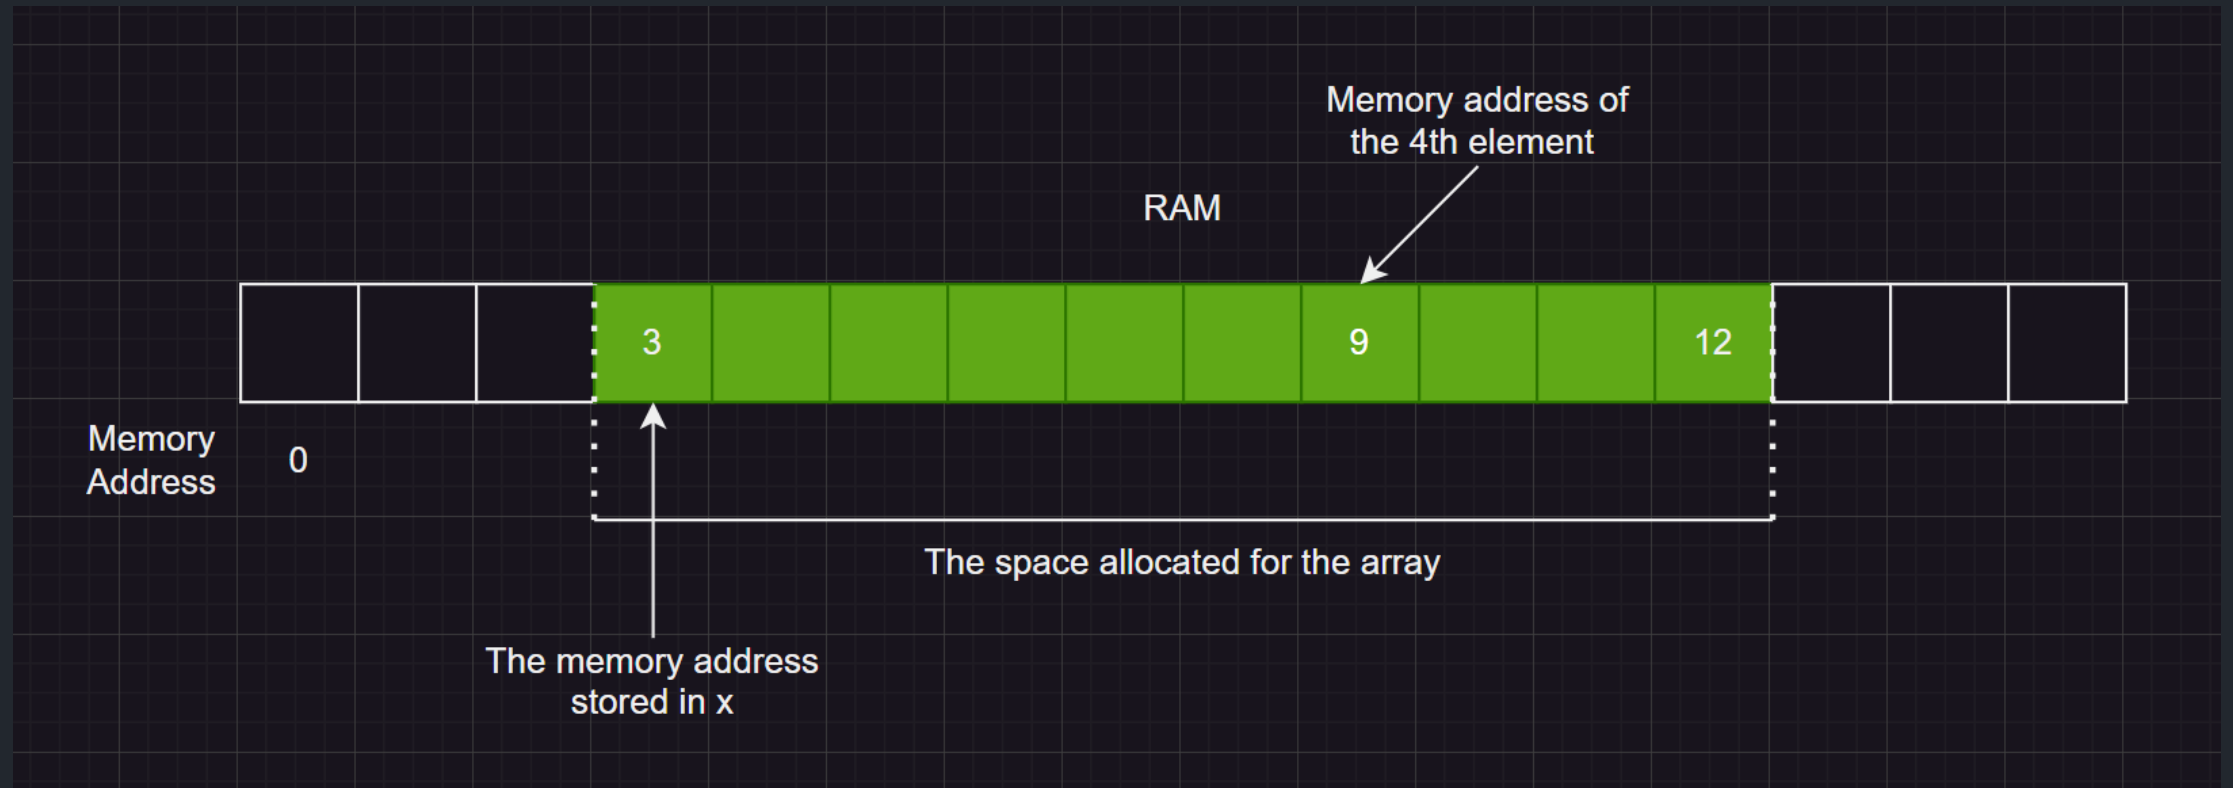 Memory address of
the 4th element
RAM
3 9 12
Memory
Address
0
The space allocated for the array
The memory address
stored in x